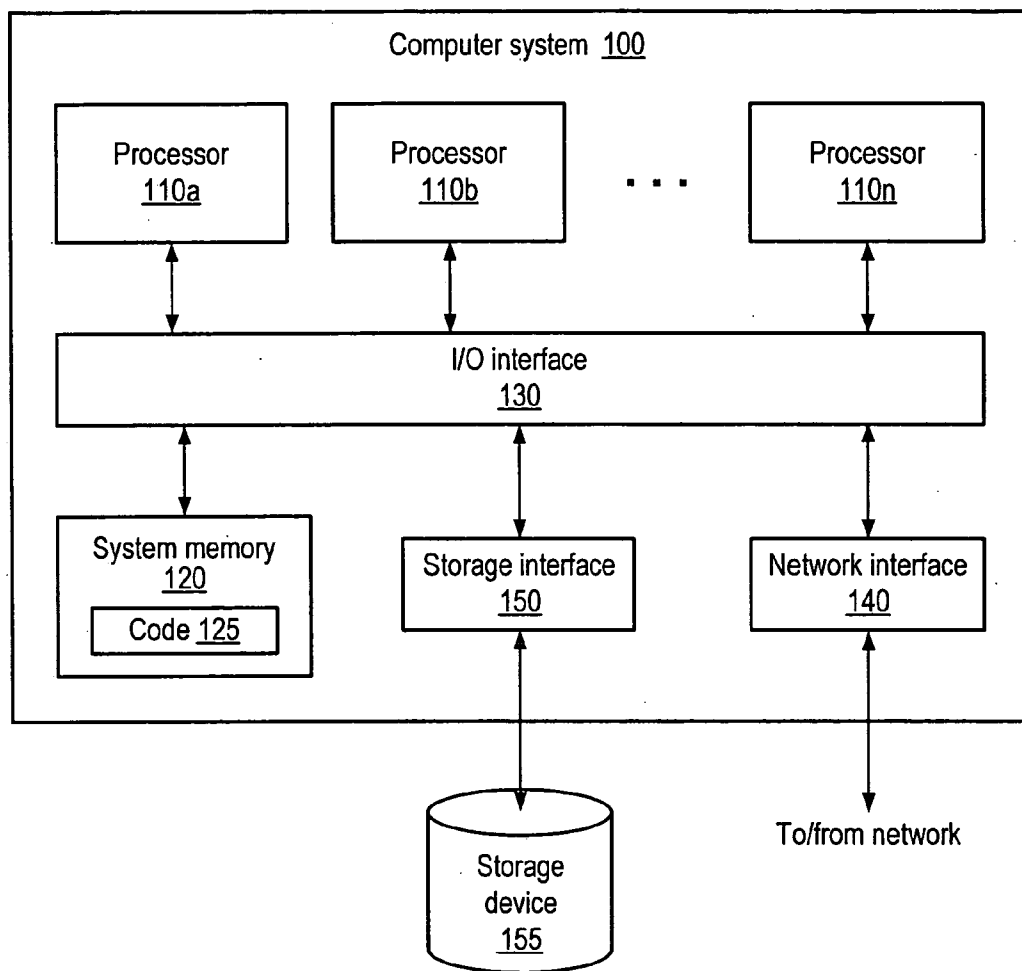 Computer system 100
Processor
110a
Processor
110b
. . .
Processor
110n
I/O interface
130
System memory
120
Code 125
Storage interface
150
Network interface
140
Storage
device
155
To/from network